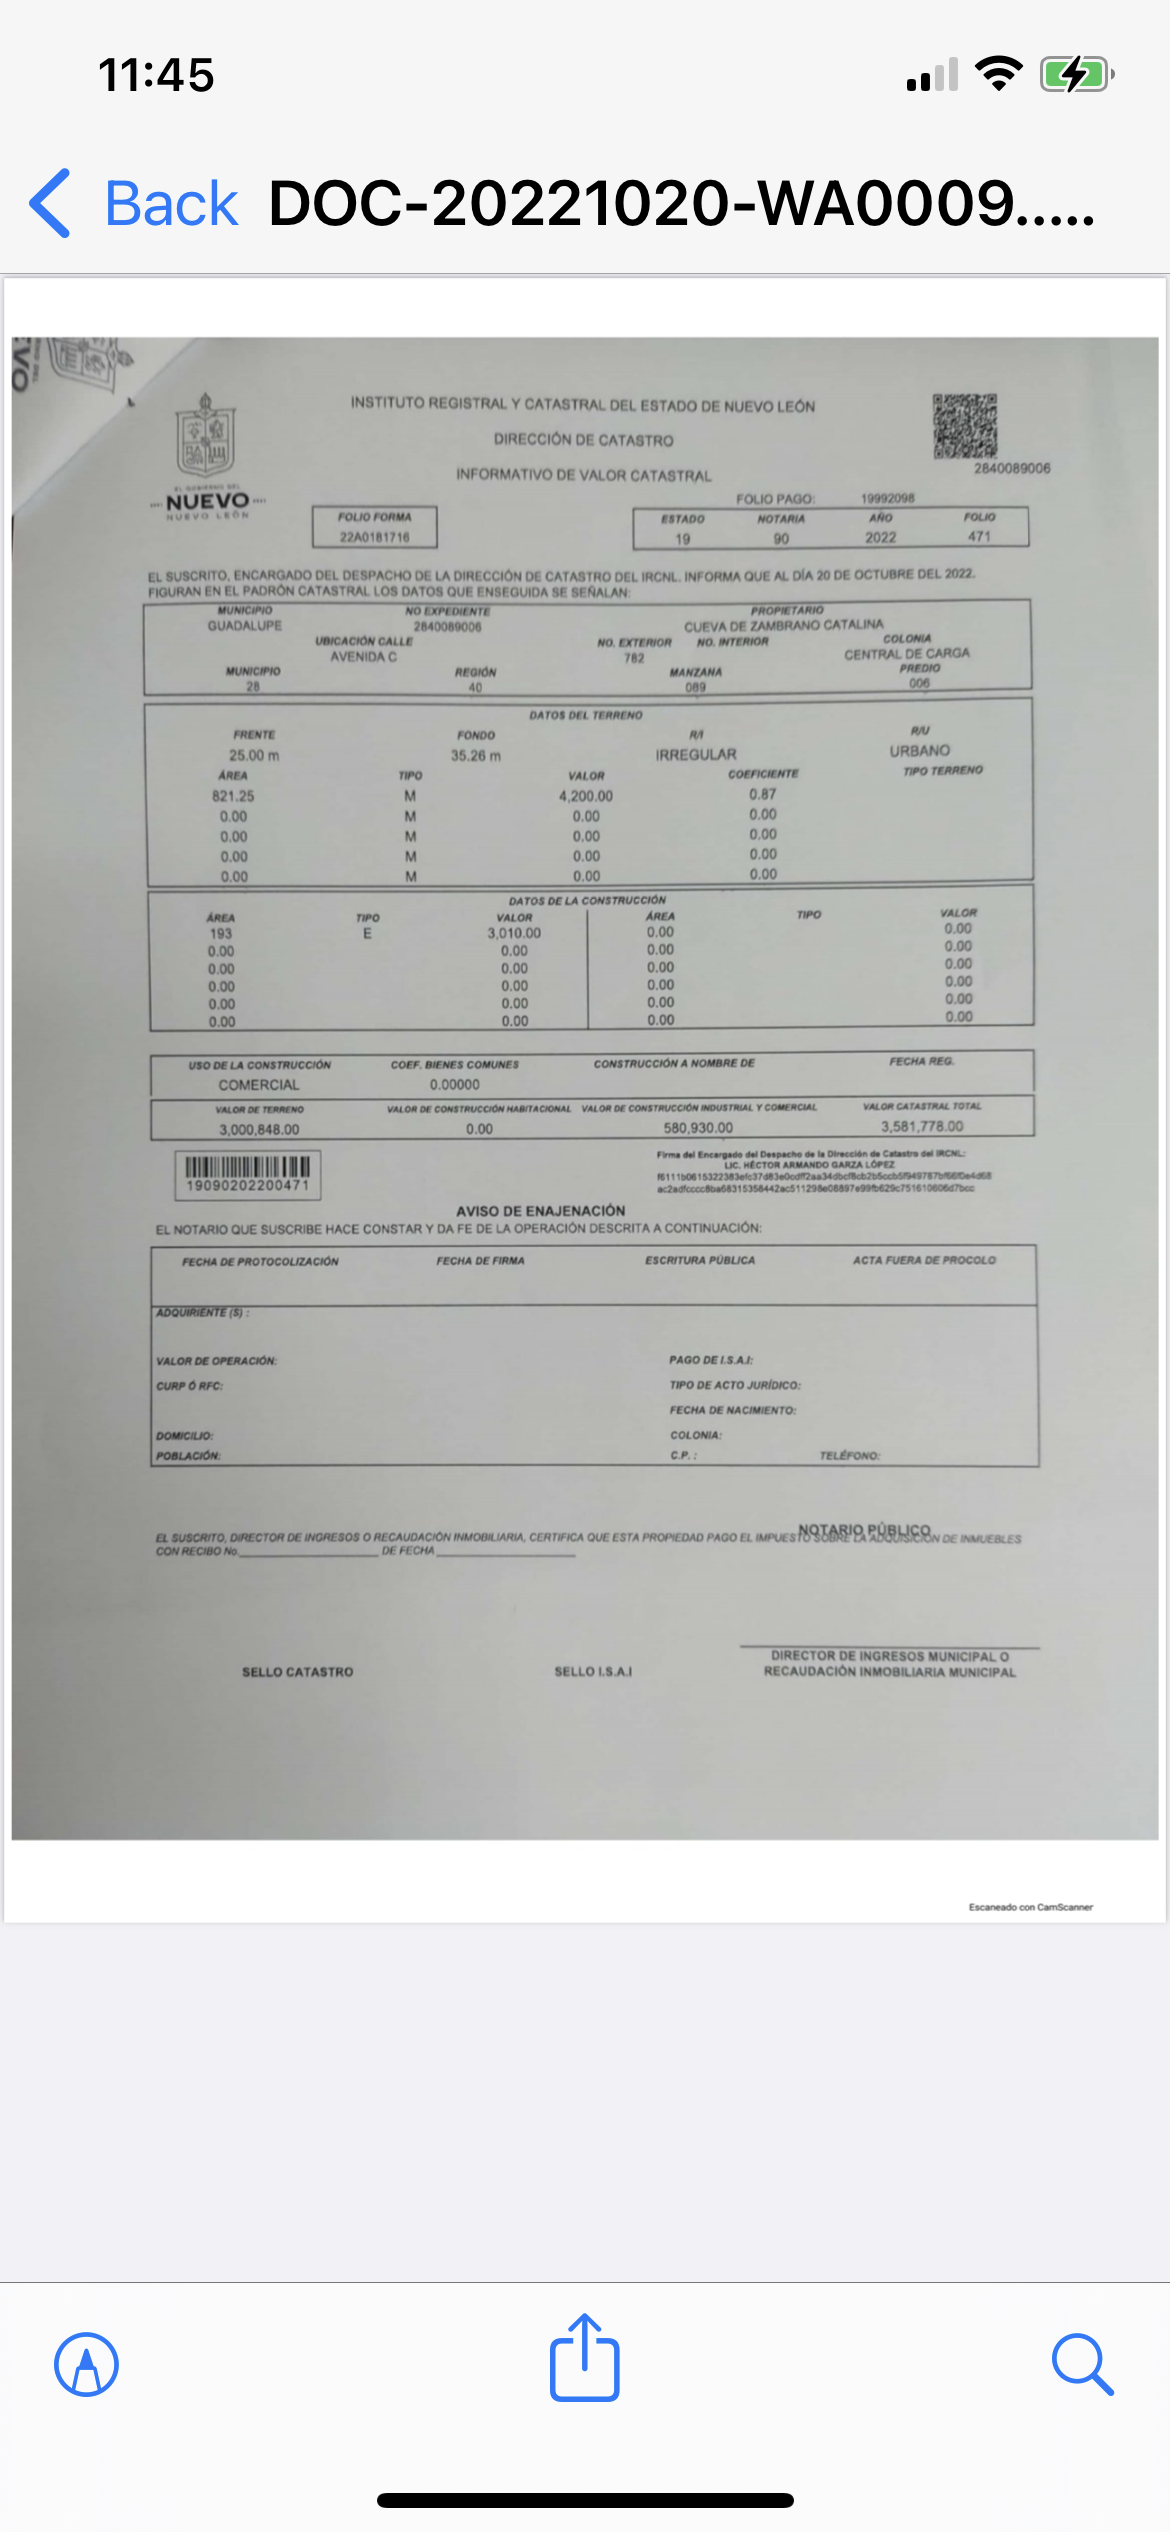 11:45
Back DOC-20221020-WA0009.....
INSTITUTO REGISTRAL Y CATASTRAL DEL ESTADO DE NUEVO LEÓN
DIRECCIÓN DE CATASTRO
INFORMATIVO DE VALOR CATASTRAL
2840089006
EL GOBIERNO DEL
NUEVO
NUEVO LEÓN
FOLIO PAGO: 19992098
FOLIO FORMA
22A0181716
ESTADO NOTARIA AÑO FOLIO
19 90 2022 471
EL SUSCRITO, ENCARGADO DEL DESPACHO DE LA DIRECCIÓN DE CATASTRO DEL IRCNL. INFORMA QUE AL DÍA 20 DE OCTUBRE DEL 2022.
FIGURAN EN EL PADRÓN CATASTRAL LOS DATOS QUE ENSEGUIDA SE SEÑALAN:
MUNICIPIO NO EXPEDIENTE PROPIETARIO
GUADALUPE 2840089006 CUEVA DE ZAMBRANO CATALINA
UBICACIÓN CALLE NO. EXTERIOR NO. INTERIOR COLONIA
AVENIDA C 782 CENTRAL DE CARGA
MUNICIPIO REGIÓN MANZANA PREDIO
28 40 089 006
DATOS DEL TERRENO
FRENTE FONDO R/I R/U
25.00 m 35.26 m IRREGULAR URBANO
ÁREA TIPO VALOR COEFICIENTE TIPO TERRENO
821.25 M 4,200.00 0.87
0.00 M 0.00 0.00
0.00 M 0.00 0.00
0.00 M 0.00 0.00
0.00 M 0.00 0.00
DATOS DE LA CONSTRUCCIÓN
ÁREA TIPO VALOR ÁREA TIPO VALOR
193 E 3,010.00 0.00 0.00
0.00 0.00 0.00 0.00
0.00 0.00 0.00 0.00
0.00 0.00 0.00 0.00
0.00 0.00 0.00 0.00
0.00 0.00 0.00 0.00
USO DE LA CONSTRUCCIÓN COEF. BIENES COMUNES CONSTRUCCIÓN A NOMBRE DE FECHA REG.
COMERCIAL 0.00000
VALOR DE TERRENO VALOR DE CONSTRUCCIÓN HABITACIONAL VALOR DE CONSTRUCCIÓN INDUSTRIAL Y COMERCIAL VALOR CATASTRAL TOTAL
3,000,848.00 0.00 580,930.00 3,581,778.00
19090202200471
Firma del Encargado del Despacho de la Dirección de Catastro del IRCNL:
LIC. HÉCTOR ARMANDO GARZA LÓPEZ
AVISO DE ENAJENACIÓN
EL NOTARIO QUE SUSCRIBE HACE CONSTAR Y DA FE DE LA OPERACIÓN DESCRITA A CONTINUACIÓN:
FECHA DE PROTOCOLIZACIÓN FECHA DE FIRMA ESCRITURA PÚBLICA ACTA FUERA DE PROCOLO
ADQUIRIENTE (S) :
VALOR DE OPERACIÓN: PAGO DE I.S.A.I:
CURP Ó RFC: TIPO DE ACTO JURÍDICO:
FECHA DE NACIMIENTO:
DOMICILIO: COLONIA:
POBLACIÓN: C.P. : TELÉFONO:
NOTARIO PÚBLICO
EL SUSCRITO, DIRECTOR DE INGRESOS O RECAUDACIÓN INMOBILIARIA, CERTIFICA QUE ESTA PROPIEDAD PAGO EL IMPUESTO SOBRE LA ADQUISICIÓN DE INMUEBLES
CON RECIBO No.____________________ DE FECHA____________________
DIRECTOR DE INGRESOS MUNICIPAL O
SELLO CATASTRO SELLO I.S.A.I RECAUDACIÓN INMOBILIARIA MUNICIPAL
Escaneado con CamScanner